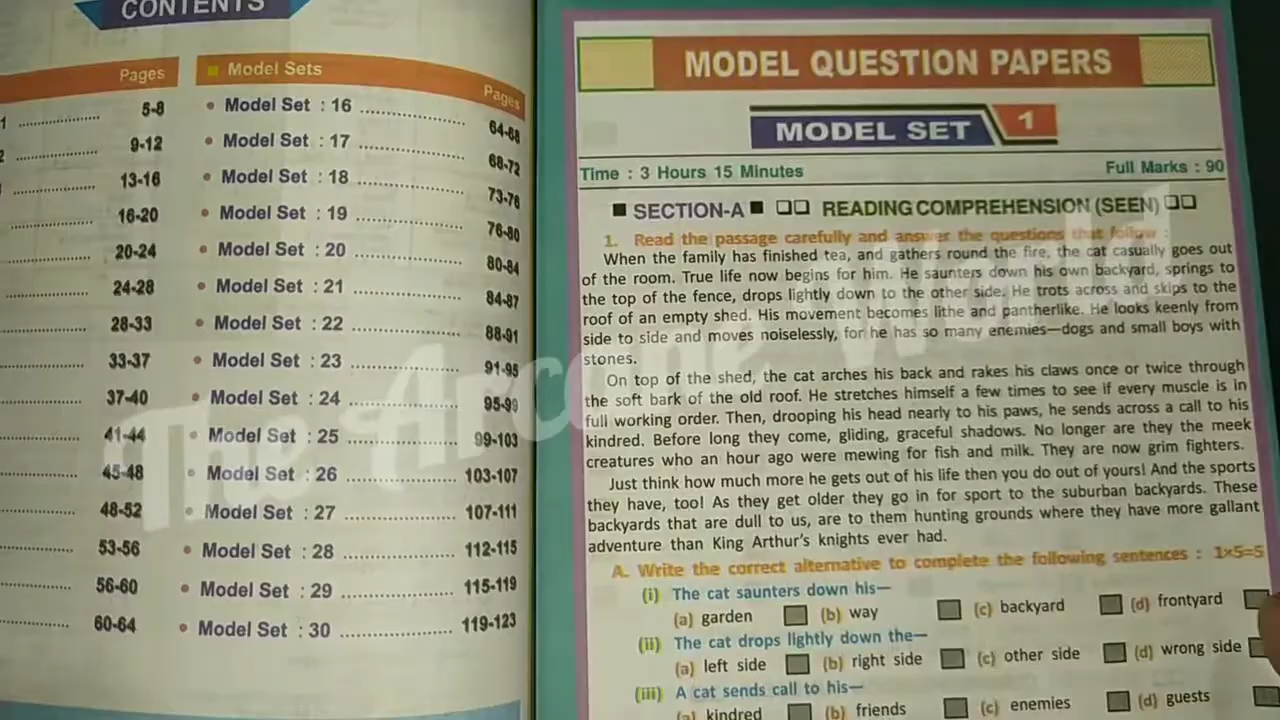 CONTENTS
Pages
1 .................... 5-8
2 .................... 9-12
.................... 13-16
.................... 16-20
.................... 20-24
.................... 24-28
.................... 28-33
.................... 33-37
.................... 37-40
.................... 41-44
.................... 45-48
.................... 48-52
.................... 53-56
.................... 56-60
.................... 60-64
Model Sets Pages
• Model Set : 16 .................... 64-68
• Model Set : 17 .................... 68-72
• Model Set : 18 .................... 73-76
• Model Set : 19 .................... 76-80
• Model Set : 20 .................... 80-84
• Model Set : 21 .................... 84-87
• Model Set : 22 .................... 88-91
• Model Set : 23 .................... 91-95
• Model Set : 24 .................... 95-99
• Model Set : 25 .................... 99-103
• Model Set : 26 .................... 103-107
• Model Set : 27 .................... 107-111
• Model Set : 28 .................... 112-115
• Model Set : 29 .................... 115-119
• Model Set : 30 .................... 119-123
MODEL QUESTION PAPERS
MODEL SET 1
Time : 3 Hours 15 Minutes Full Marks : 90
■ SECTION-A ■ ❑❑ READING COMPREHENSION (SEEN) ❑❑
1. Read the passage carefully and answer the questions that follow :
When the family has finished tea, and gathers round the fire, the cat casually goes out
of the room. True life now begins for him. He saunters down his own backyard, springs to
the top of the fence, drops lightly down to the other side. He trots across and skips to the
roof of an empty shed. His movement becomes lithe and pantherlike. He looks keenly from
side to side and moves noiselessly, for he has so many enemies—dogs and small boys with
stones.
On top of the shed, the cat arches his back and rakes his claws once or twice through
the soft bark of the old roof. He stretches himself a few times to see if every muscle is in
full working order. Then, drooping his head nearly to his paws, he sends across a call to his
kindred. Before long they come, gliding, graceful shadows. No longer are they the meek
creatures who an hour ago were mewing for fish and milk. They are now grim fighters.
Just think how much more he gets out of his life then you do out of yours! And the sports
they have, too! As they get older they go in for sport to the suburban backyards. These
backyards that are dull to us, are to them hunting grounds where they have more gallant
adventure than King Arthur's knights ever had.
A. Write the correct alternative to complete the following sentences : 1×5=5
(i) The cat saunters down his—
(a) garden (b) way (c) backyard (d) frontyard
(ii) The cat drops lightly down the—
(a) left side (b) right side (c) other side (d) wrong side
(iii) A cat sends call to his—
(a) kindred (b) friends (c) enemies (d) guests
The Arcane World